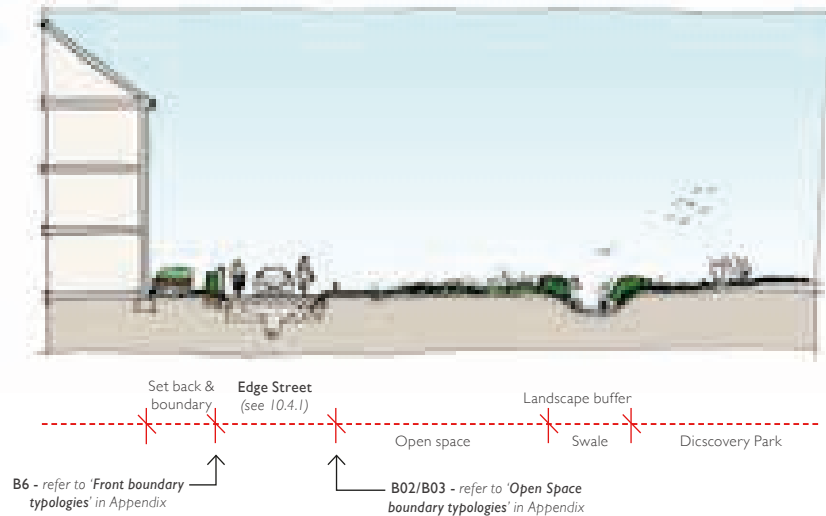 Set back &
boundary
Edge Street
(see 10.4.1)
Landscape buffer
Open space
Swale
Dicscovery Park
B6 - refer to 'Front boundary
typologies' in Appendix
B02/B03 - refer to 'Open Space
boundary typologies' in Appendix